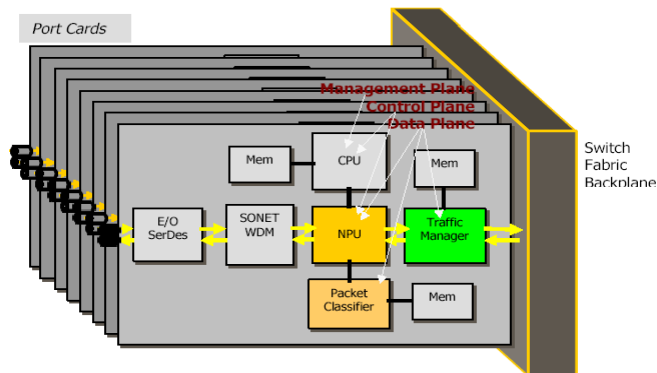 Port Cards
Management Plane
Control Plane
Data Plane
Switch
Fabric
Backplane
Mem
CPU
Mem
E/O
SerDes
SONET
WDM
NPU
Traffic
Manager
Packet
Classifier
Mem